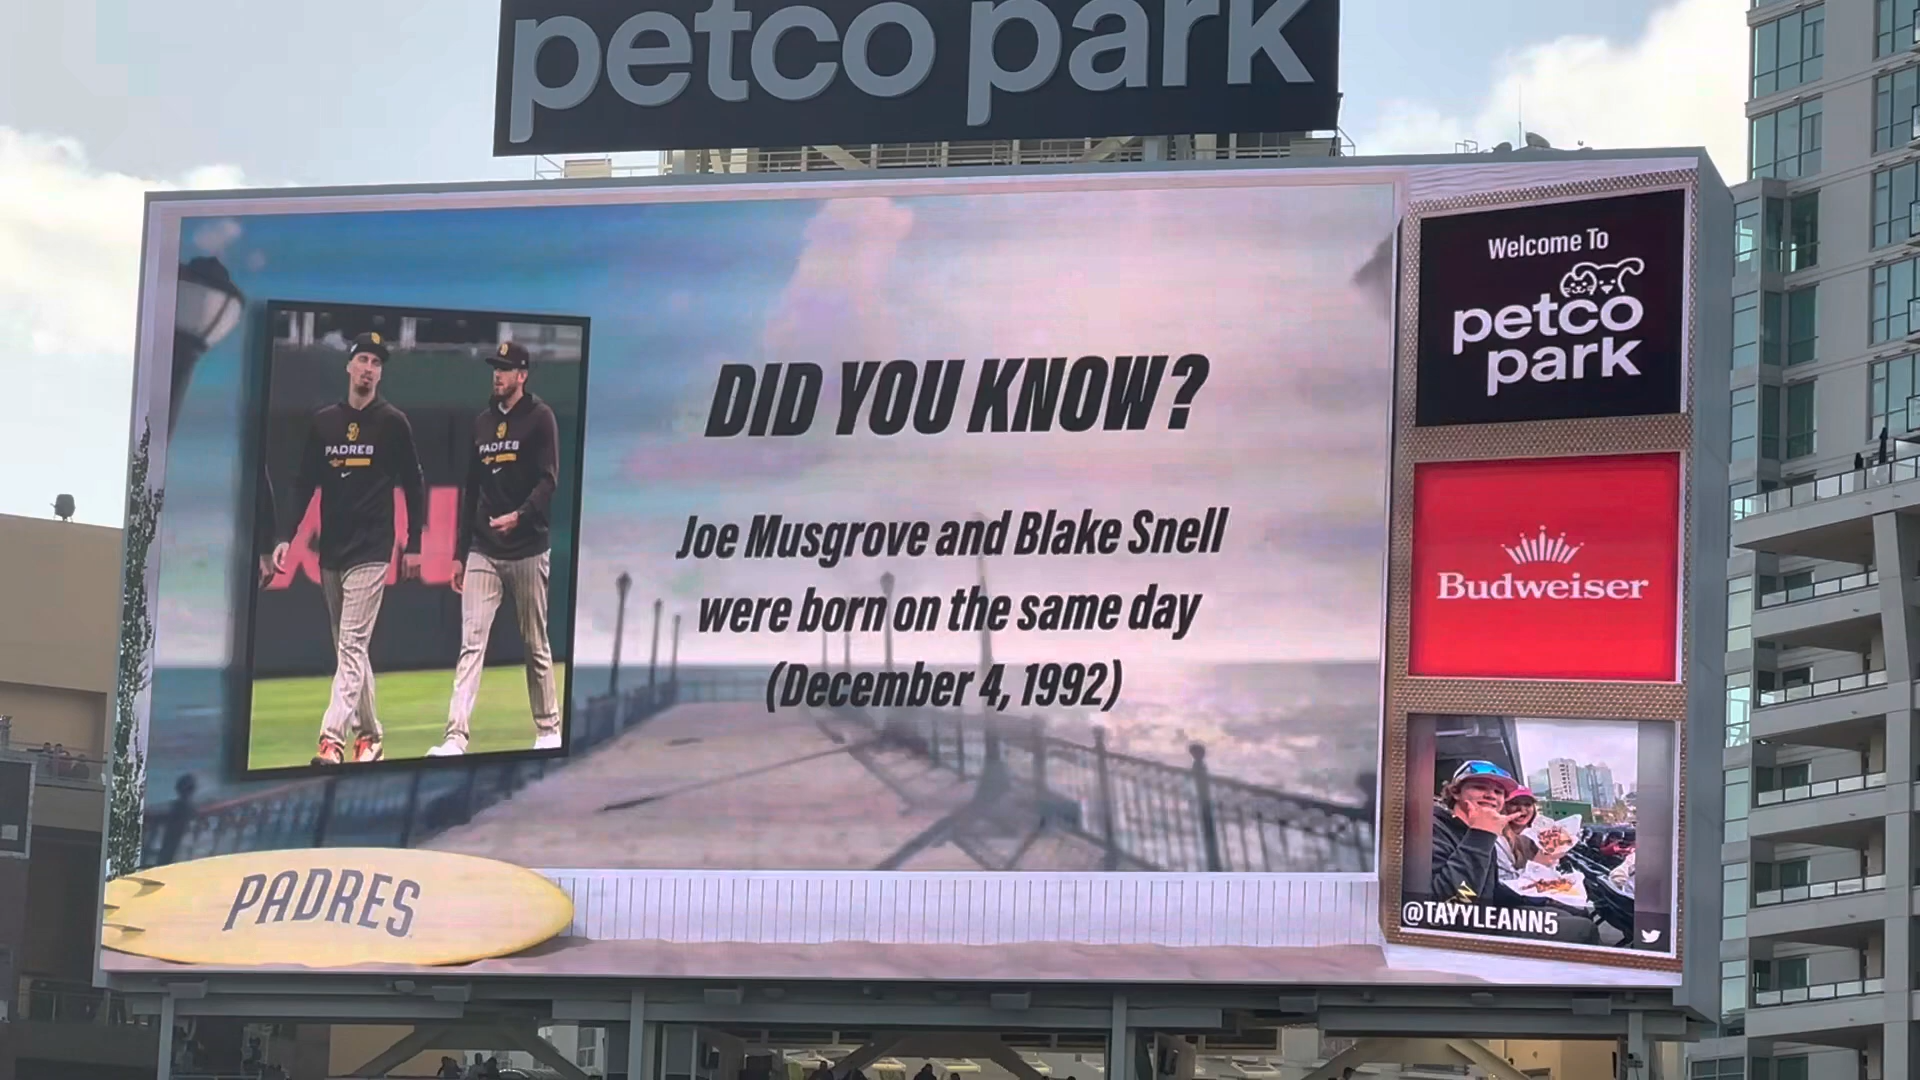 petco park
DID YOU KNOW?
Joe Musgrove and Blake Snell
were born on the same day
(December 4, 1992)
PADRES
PADRES
PADRES
Welcome To
petco
park
Budweiser
@TAYYLEANN5